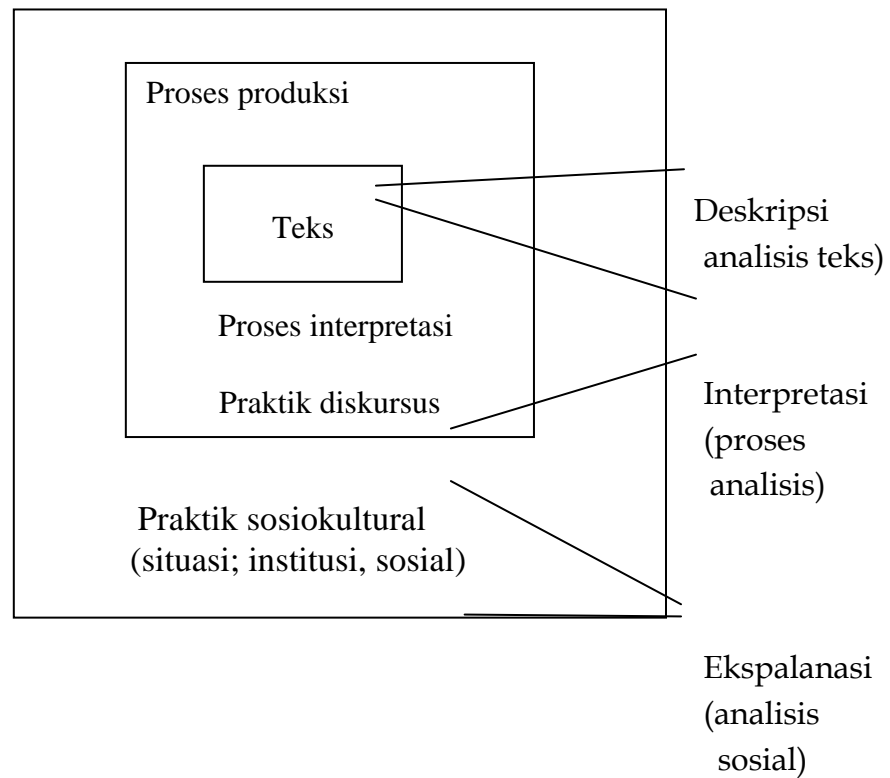 Proses produksi
Teks
Proses interpretasi
Praktik diskursus
Praktik sosiokultural
(situasi; institusi, sosial)
Deskripsi
analisis teks)
Interpretasi
(proses
analisis)
Ekspalanasi
(analisis
sosial)